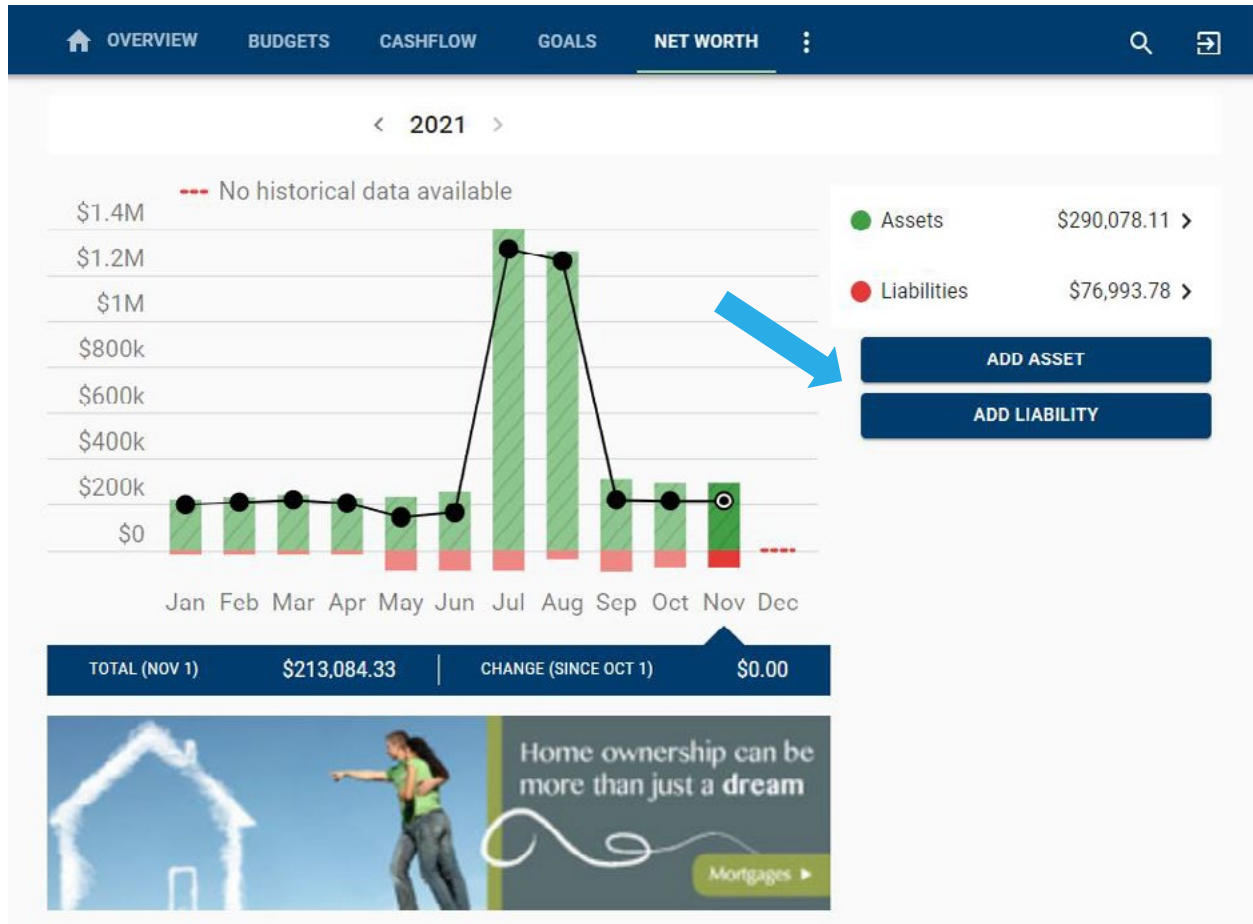 OVERVIEW BUDGETS CASHFLOW GOALS NET WORTH
2021
No historical data available
$1.4M
$1.2M
$1M
$800k
$600k
$400k
$200k
$0
Jan Feb Mar Apr May Jun Jul Aug Sep Oct Nov Dec
Assets $290,078.11
Liabilities $76,993.78
ADD ASSET
ADD LIABILITY
TOTAL (NOV 1) $213,084.33 CHANGE (SINCE OCT 1) $0.00
Home ownership can be
more than just a dream
Mortgages